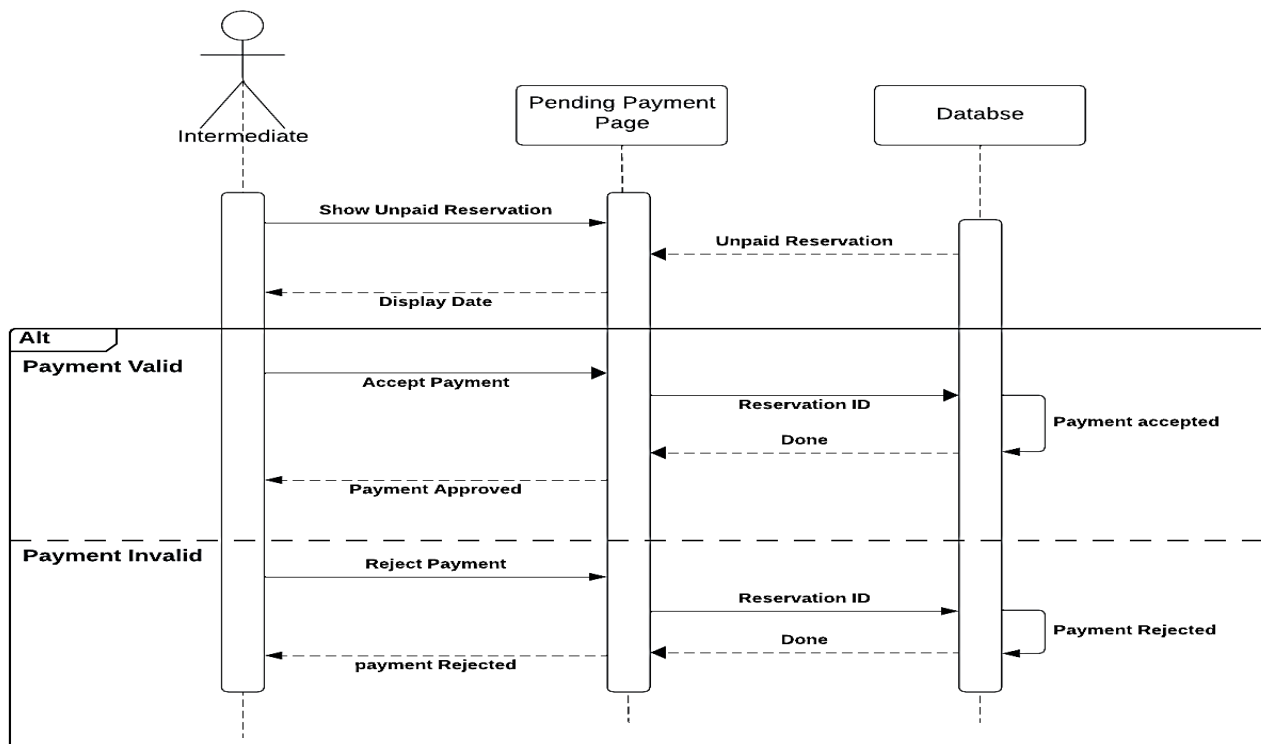 Intermediate
Pending Payment
Page
Databse
Show Unpaid Reservation
Unpaid Reservation
Display Date
Alt
Payment Valid
Accept Payment
Reservation ID
Payment accepted
Done
Payment Approved
Payment Invalid
Reject Payment
Reservation ID
Payment Rejected
Done
payment Rejected